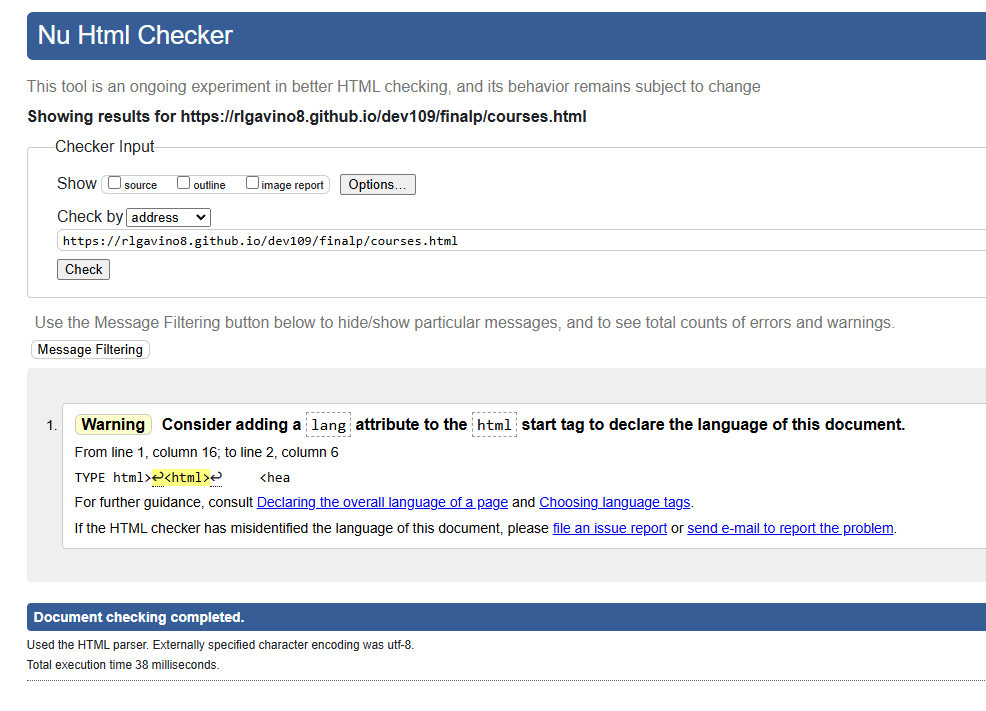 Nu Html Checker
This tool is an ongoing experiment in better HTML checking, and its behavior remains subject to change
Showing results for https://rlgavino8.github.io/dev109/finalp/courses.html
Checker Input
Show source outline image report Options...
Check by address
https://rlgavino8.github.io/dev109/finalp/courses.html
Check
Use the Message Filtering button below to hide/show particular messages, and to see total counts of errors and warnings.
Message Filtering
1. Warning Consider adding a lang attribute to the html start tag to declare the language of this document.
From line 1, column 16; to line 2, column 6
TYPE html>↩<html>↩ <hea
For further guidance, consult Declaring the overall language of a page and Choosing language tags.
If the HTML checker has misidentified the language of this document, please file an issue report or send e-mail to report the problem.
Document checking completed.
Used the HTML parser. Externally specified character encoding was utf-8.
Total execution time 38 milliseconds.